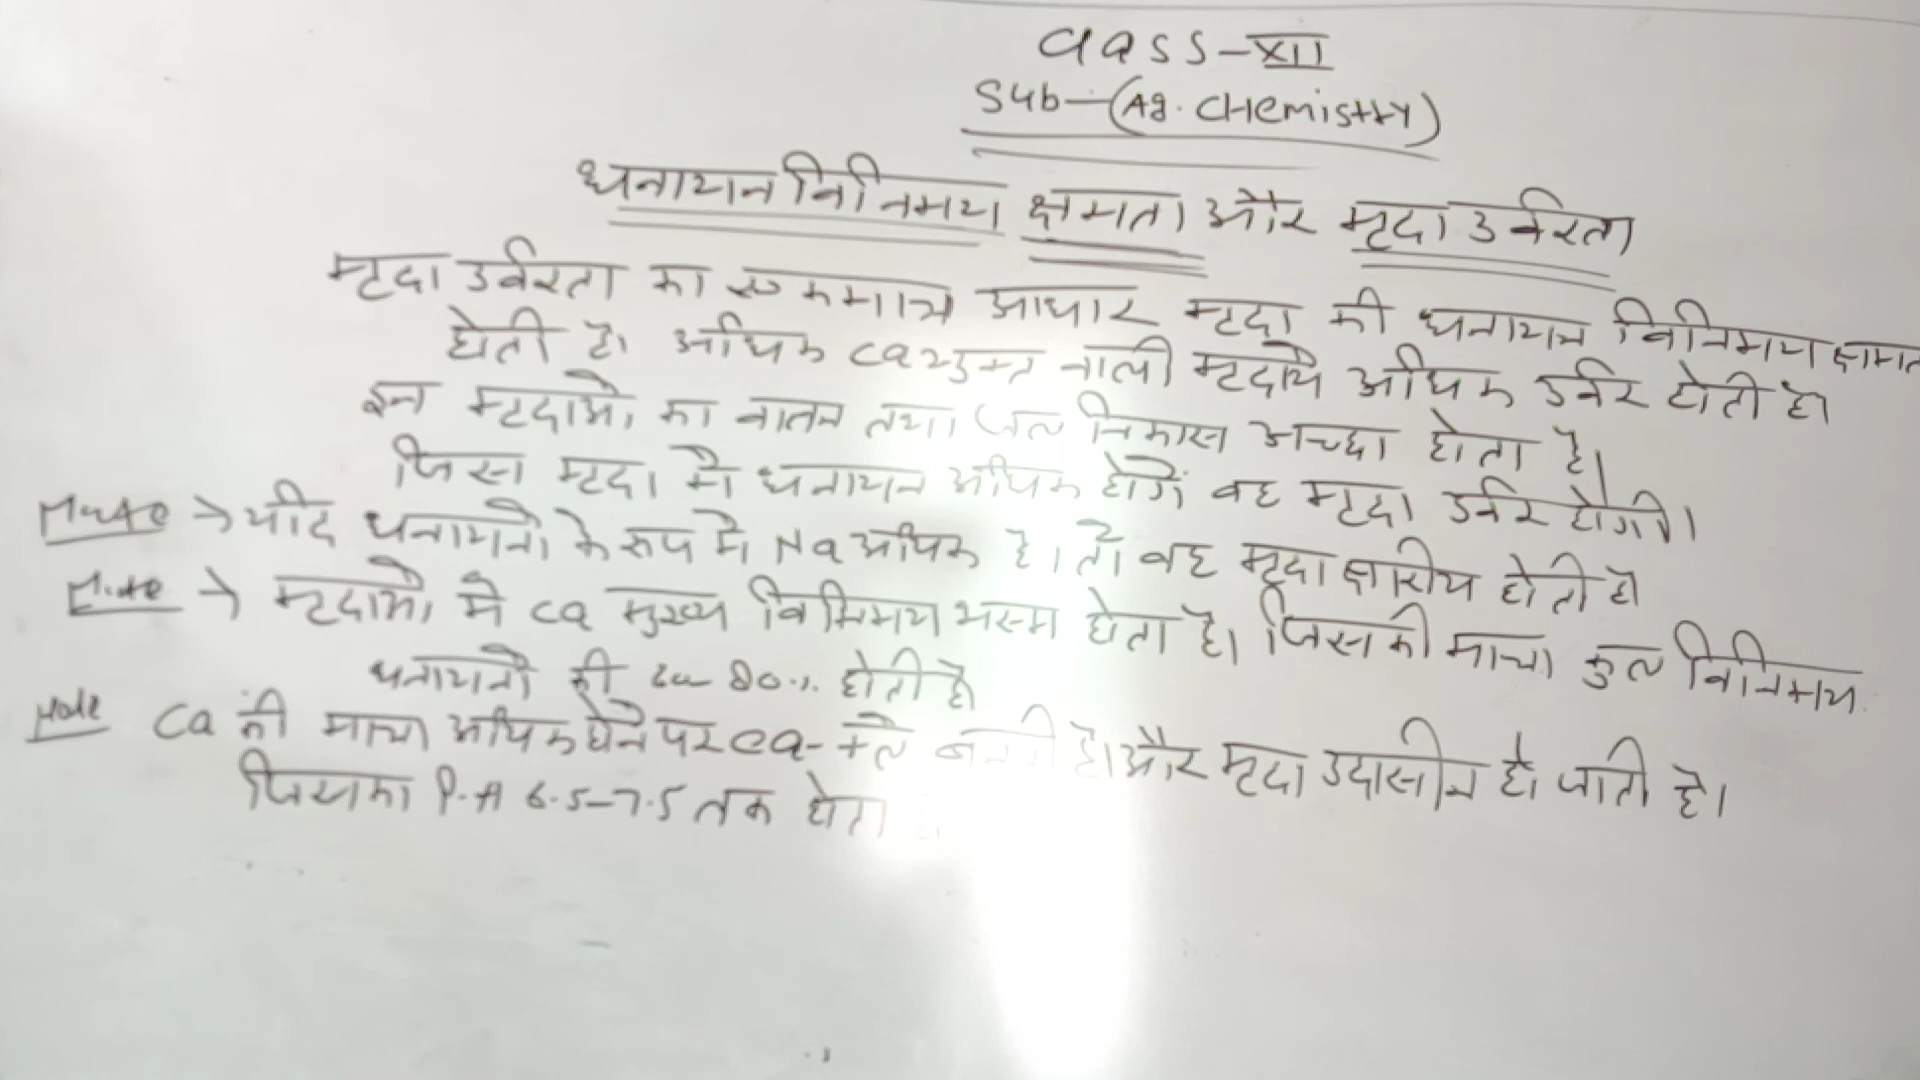 Class-XII
Sub-(Ag. Chemistry)
धनायन विनिमय क्षमता और मृदा उर्वरता
मृदा उर्वरता का एकमात्र आधार मृदा की धनायन विनिमय क्षमता
होती है। अधिक Ca युक्त वाली मृदायें अधिक उर्वर होती है।
इन मृदाओं का वातन तथा जल निकास अच्छा होता है।
जिस मृदा में धनायन अधिक होगें वह मृदा उर्वर होगी।
Note → यदि धनायनों के रूप में Na अधिक है। तो वह मृदा क्षारीय होती है
Note → मृदाओं में Ca मुख्य विनिमय भस्म होता है। जिसकी मात्रा कुल विनिमय
धनायनों की 80% होती है
Note Ca की मात्रा अधिक होने पर Ca- है। और मृदा उदासीन हो जाती है।
जिसका P.H 6.5-7.5 तक होता